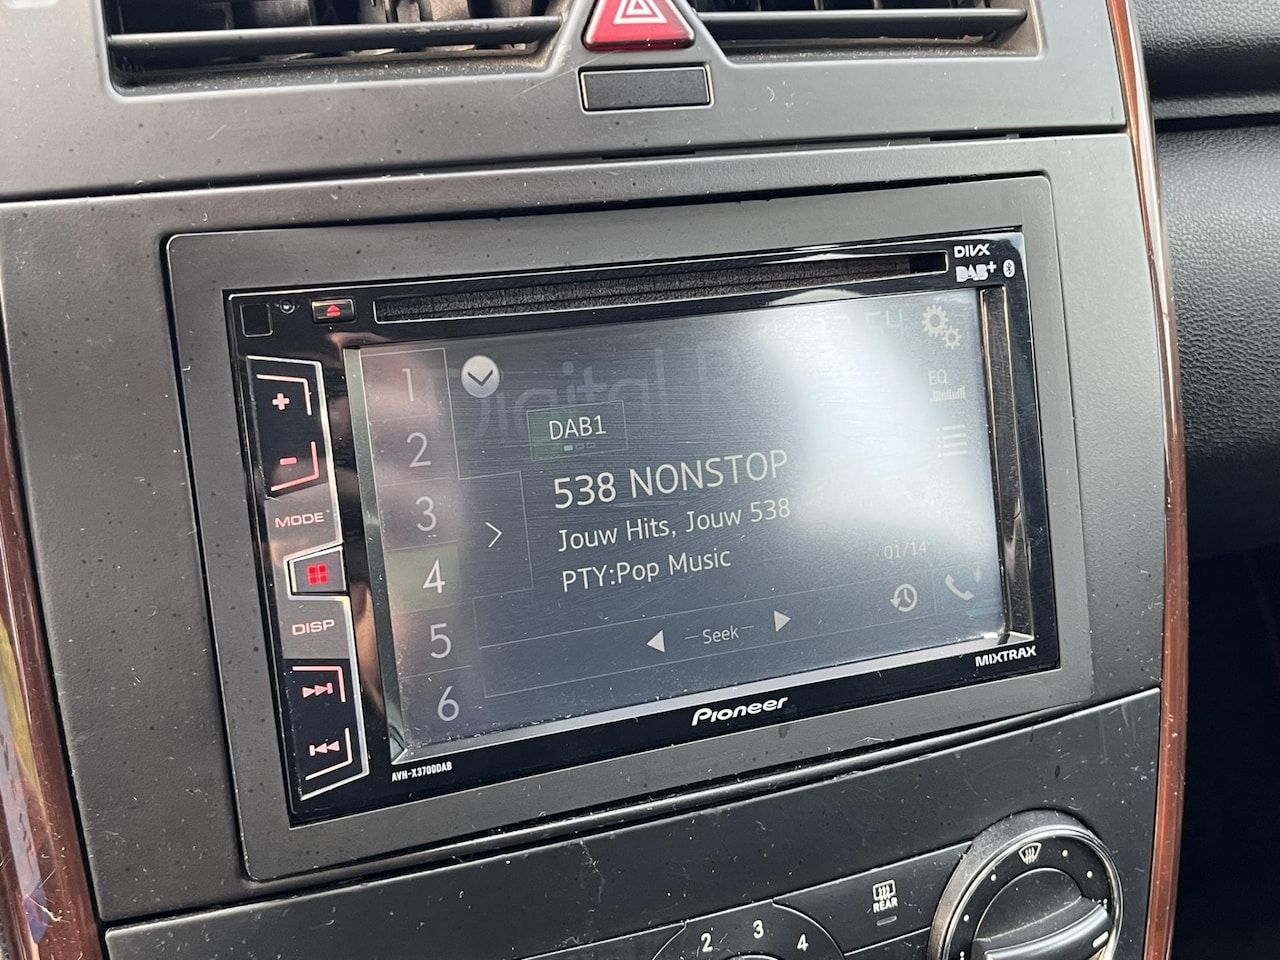 DIVX
DAB+
1
2
3
4
5
6
Digital
EQ
DAB1
538 NONSTOP
Jouw Hits, Jouw 538
PTY:Pop Music
01/14
Seek
MODE
DISP
MIXTRAX
Pioneer
AVH-X3700DAB
REAR
2 3 4